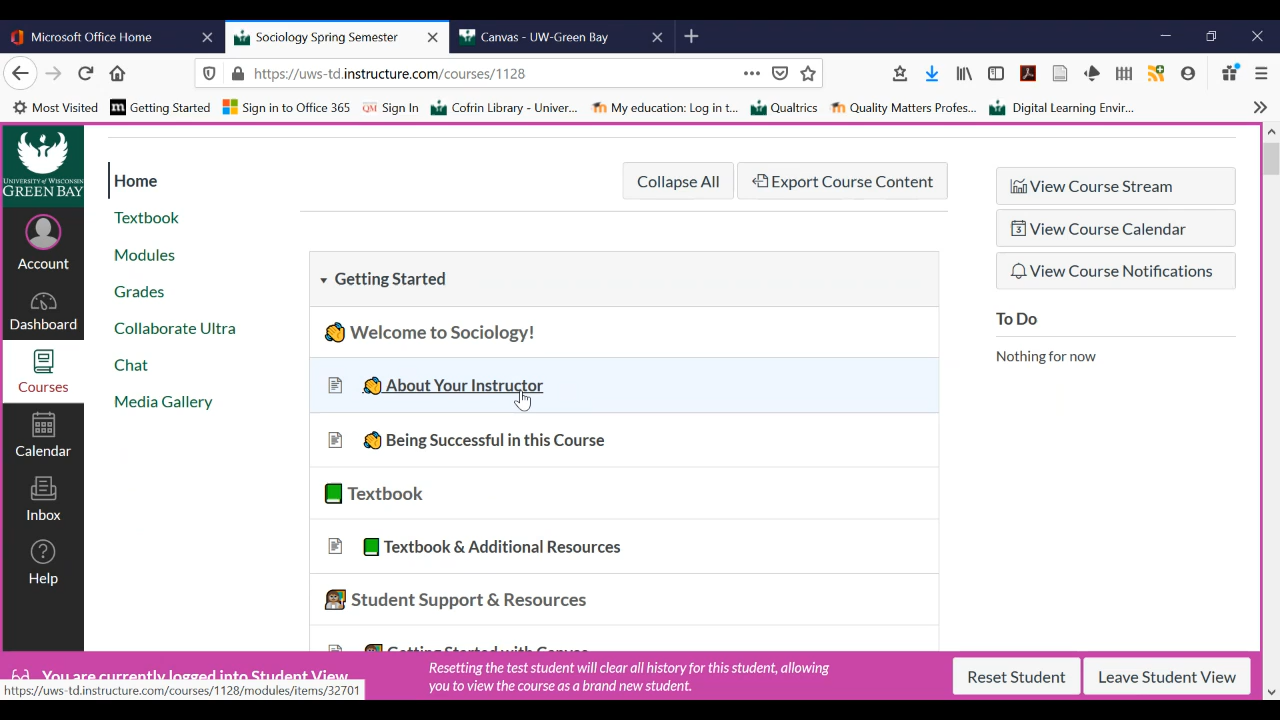 Microsoft Office Home
Sociology Spring Semester
Canvas - UW-Green Bay
https://uws-td.instructure.com/courses/1128
Most Visited
Getting Started
Sign in to Office 365
QM Sign In
Cofrin Library - Univer...
My education: Log in t...
Qualtrics
Quality Matters Profes...
Digital Learning Envir...
UNIVERSITY of WISCONSIN
GREEN BAY
Account
Dashboard
Courses
Calendar
Inbox
Help
Home
Textbook
Modules
Grades
Collaborate Ultra
Chat
Media Gallery
Collapse All
Export Course Content
Getting Started
Welcome to Sociology!
About Your Instructor
Being Successful in this Course
Textbook
Textbook & Additional Resources
Student Support & Resources
Getting Started with Canvas
View Course Stream
3 View Course Calendar
View Course Notifications
To Do
Nothing for now
You are currently logged into Student View
https://uws-td.instructure.com/courses/1128/modules/items/32701
Resetting the test student will clear all history for this student, allowing
you to view the course as a brand new student.
Reset Student
Leave Student View